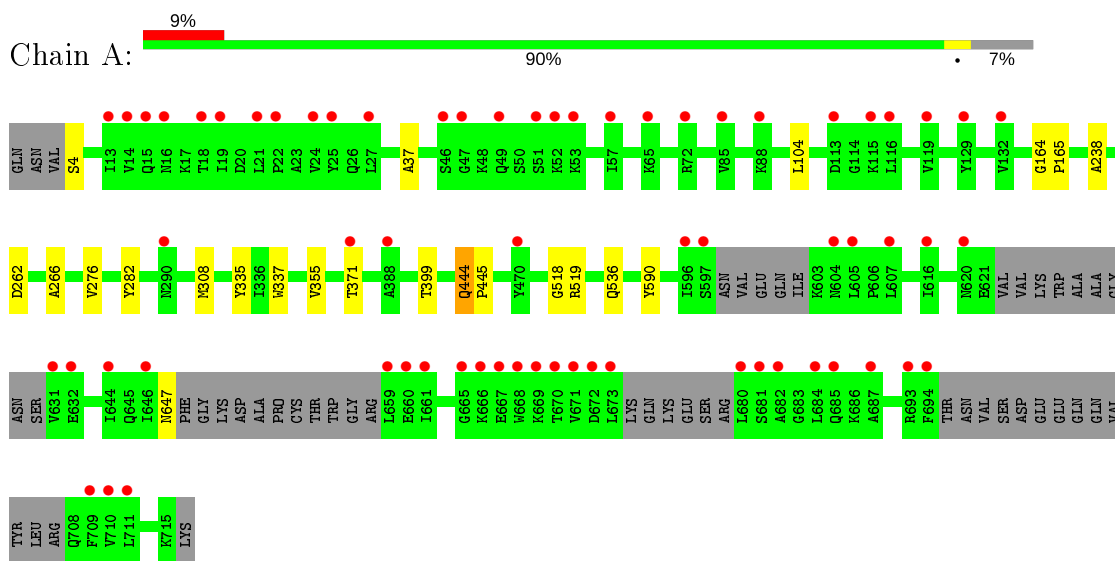 9%
Chain A:
90%
•
7%
GLN ASN VAL S4 I13 V14 Q15 N16 K17 T18 I19 D20 L21 P22 A23 V24 Y25 Q26 L27 A37 S46 G47 K48 Q49 S50 S51 K52 K53 I57 K65 R72 V85 K88 L104 D113 G114 K115 L116 V119 Y129 V132 G164 P165 A238
D262 A266 V276 Y282 N290 M308 Y335 I336 W337 V355 T371 A388 T399 Q444 P445 Y470 G518 R519 Q536 Y590 I596 S597 ASN VAL GLU GLN ILE K603 N604 L605 P606 L607 I616 N620 E621 VAL VAL LYS TRP ALA ALA GLY
ASN SER V631 E632 I644 Q645 I646 N647 PHE GLY LYS ASP ALA PRO CYS THR TRP GLY ARG L659 E660 I661 G665 K666 E667 W668 K669 T670 V671 D672 L673 LYS GLN LYS GLU SER ARG L680 S681 A682 G683 L684 Q685 K686 A687 R693 F694 THR ASN VAL SER ASP GLU GLU GLN GLN VAL
TYR LEU ARG Q708 F709 V710 L711 K715 LYS